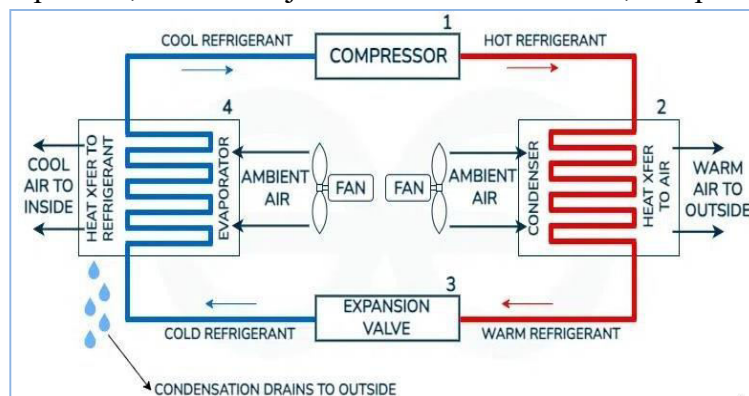 1
COOL REFRIGERANT
HOT REFRIGERANT
COMPRESSOR
4
2
HEAT XFER TO
REFRIGRANT
EVAPORATOR
COOL
AIR TO
INSIDE
AMBIENT
AIR
FAN
FAN
AMBIENT
AIR
CONDENSER
HEAT XFER
TO AIR
WARM
AIR TO
OUTSIDE
3
EXPANSION
VALVE
COLD REFRIGERANT
WARM REFRIGERANT
CONDENSATION DRAINS TO OUTSIDE